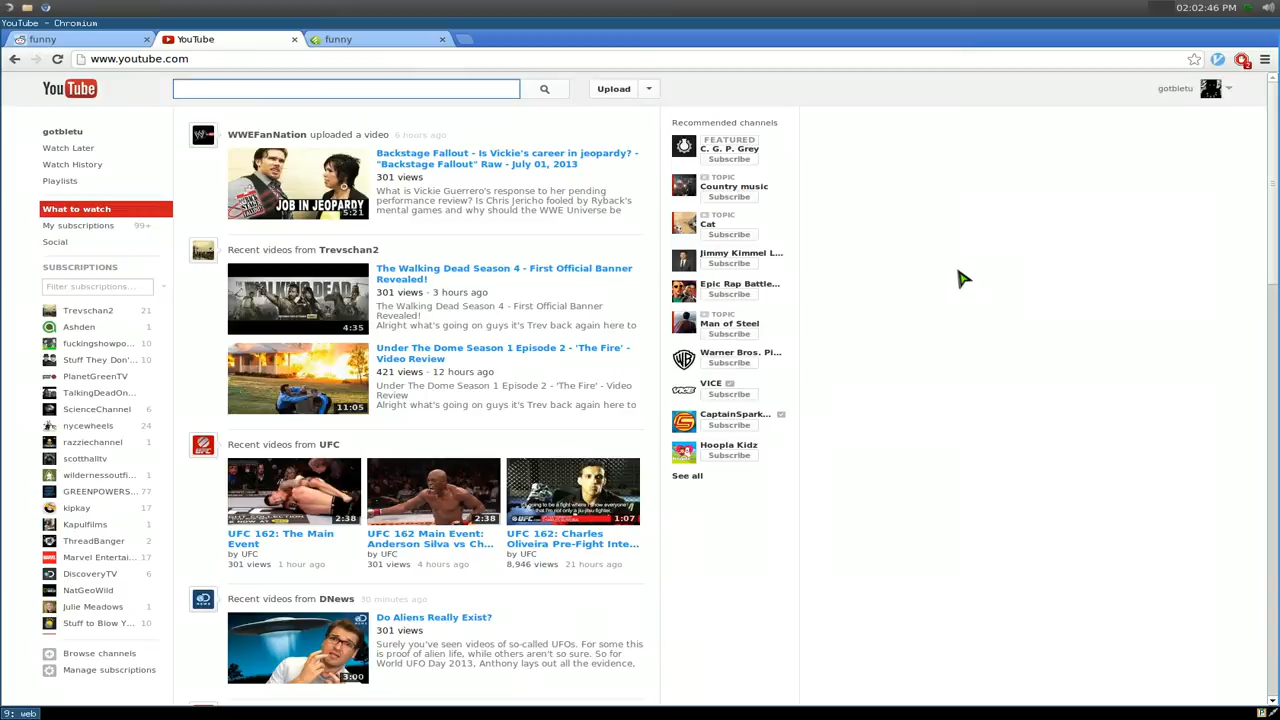 02:02:46 PM
YouTube - Chromium
funny
YouTube
funny
www.youtube.com
2
YouTube
Upload
gotbletu
gotbletu
Watch Later
Watch History
Playlists
What to watch
My subscriptions 99+
Social
SUBSCRIPTIONS
Filter subscriptions...
Trevschan2 21
Ashden 1
fuckingshowpo... 10
Stuff They Don'... 10
PlanetGreenTV
TalkingDeadOn...
ScienceChannel 6
nycewheels 24
razziechannel 1
scotthalltv
wildernessoutfi... 1
GREENPOWERS... 77
kipkay 17
Kapulfilms 1
ThreadBanger 2
Marvel Entertai... 17
DiscoveryTV 6
NatGeoWild
Julie Meadows 1
Stuff to Blow Y... 10
Browse channels
Manage subscriptions
WWEFanNation uploaded a video 6 hours ago
JOB IN JEOPARDY
5:21
Backstage Fallout - Is Vickie's career in jeopardy? -
"Backstage Fallout" Raw - July 01, 2013
301 views
What is Vickie Guerrero's response to her pending
performance review? Is Chris Jericho fooled by Ryback's
mental games and why should the WWE Universe be
Recent videos from Trevschan2
4:35
The Walking Dead Season 4 - First Official Banner
Revealed!
301 views · 3 hours ago
The Walking Dead Season 4 - First Official Banner
Revealed!
Alright what's going on guys it's Trev back again here to
11:05
Under The Dome Season 1 Episode 2 - 'The Fire' -
Video Review
421 views · 12 hours ago
Under The Dome Season 1 Episode 2 - 'The Fire' - Video
Review
Alright what's going on guys it's Trev back again here to
UFC
Recent videos from UFC
2:38
UFC 162: The Main
Event
by UFC
301 views 1 hour ago
2:38
UFC 162 Main Event:
Anderson Silva vs Ch...
by UFC
301 views 4 hours ago
1:07
UFC 162: Charles
Oliveira Pre-Fight Inte...
by UFC
8,946 views 21 hours ago
Recent videos from DNews 30 minutes ago
3:00
Do Aliens Really Exist?
301 views
Surely you've seen videos of so-called UFOs. For some this
is proof of alien life, while others aren't so sure. So for
World UFO Day 2013, Anthony lays out all the evidence,
Recommended channels
FEATURED
C. G. P. Grey
Subscribe
TOPIC
Country music
Subscribe
TOPIC
Cat
Subscribe
Jimmy Kimmel L...
Subscribe
Epic Rap Battle...
Subscribe
TOPIC
Man of Steel
Subscribe
Warner Bros. Pi...
Subscribe
VICE
Subscribe
CaptainSpark...
Subscribe
Hoopla Kidz
Subscribe
See all
9: web